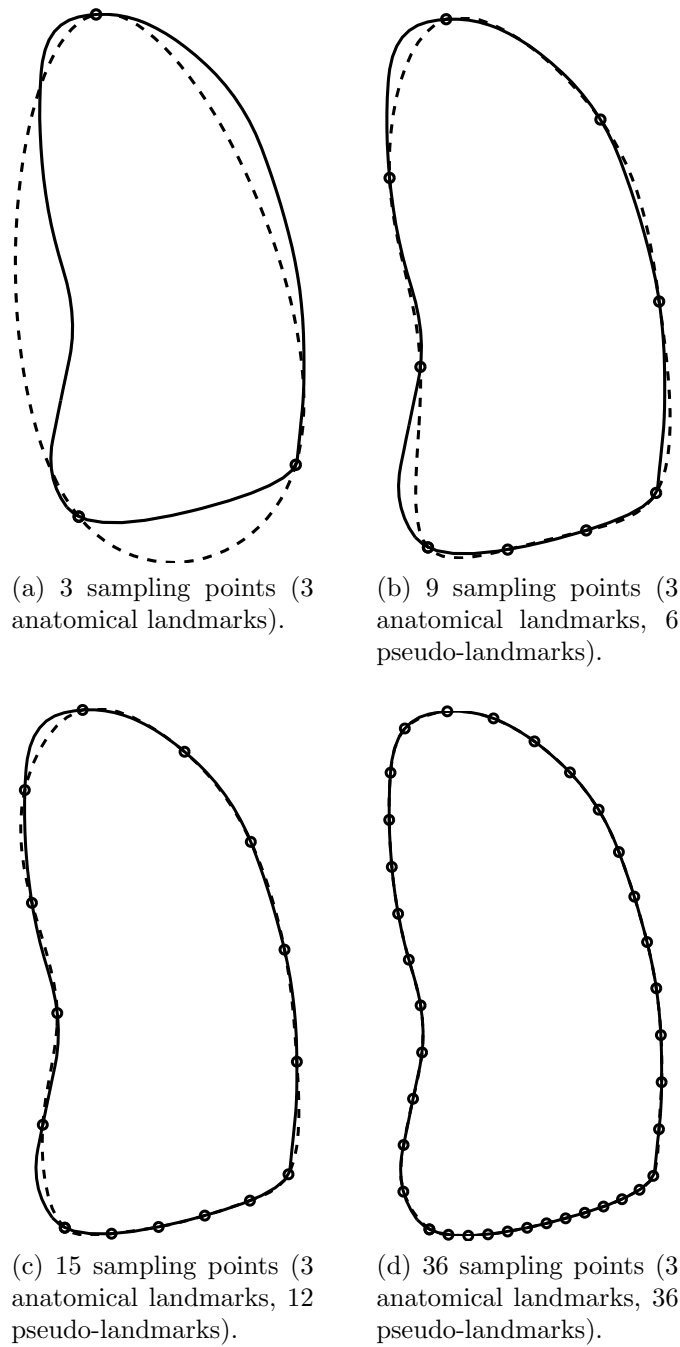 (a) 3 sampling points (3
anatomical landmarks).
(b) 9 sampling points (3
anatomical landmarks, 6
pseudo-landmarks).
(c) 15 sampling points (3
anatomical landmarks, 12
pseudo-landmarks).
(d) 36 sampling points (3
anatomical landmarks, 36
pseudo-landmarks).